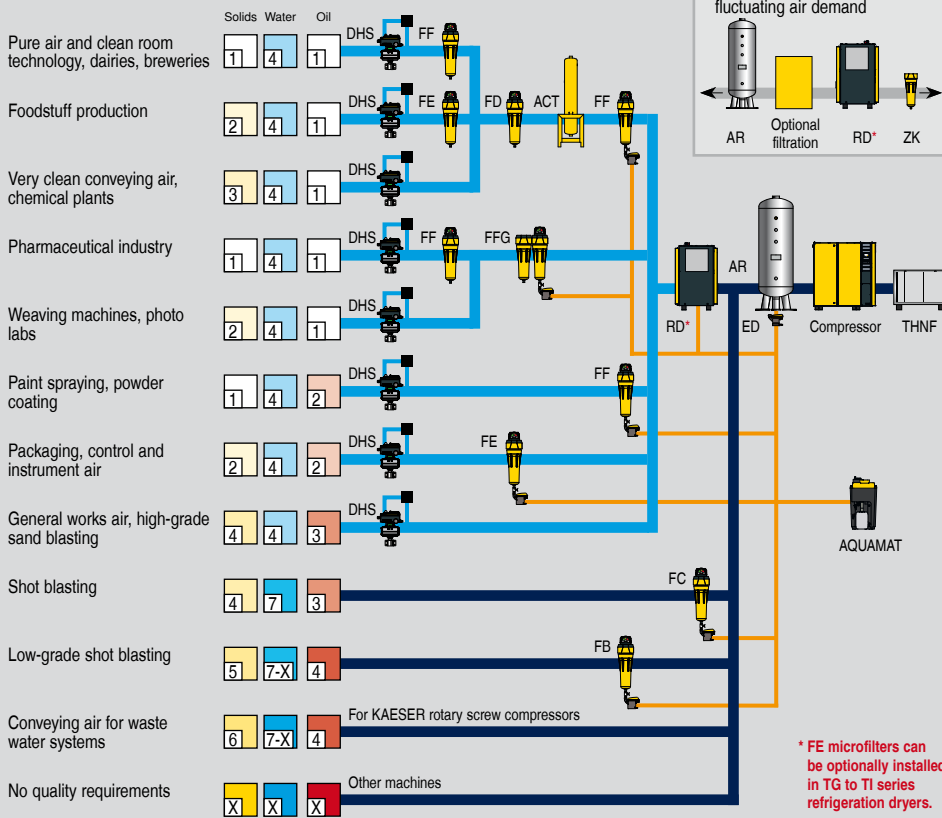 fluctuating air demand
AR
Optional
filtration
RD*
ZK
Solids Water Oil
Pure air and clean room
technology, dairies, breweries
1 4 1
DHS FF
Foodstuff production
2 4 1
DHS FE FD ACT FF
Very clean conveying air,
chemical plants
3 4 1
DHS
Pharmaceutical industry
1 4 1
DHS FF FFG
Weaving machines, photo
labs
2 4 1
DHS
AR
RD* ED Compressor THNF
Paint spraying, powder
coating
1 4 2
DHS FF
Packaging, control and
instrument air
2 4 2
DHS FE
General works air, high-grade
sand blasting
4 4 3
DHS
AQUAMAT
Shot blasting
4 7 3
FC
Low-grade shot blasting
5 7-X 4
FB
Conveying air for waste
water systems
6 7-X 4
For KAESER rotary screw compressors
No quality requirements
X X X
Other machines
* FE microfilters can
be optionally installed
in TG to TI series
refrigeration dryers.